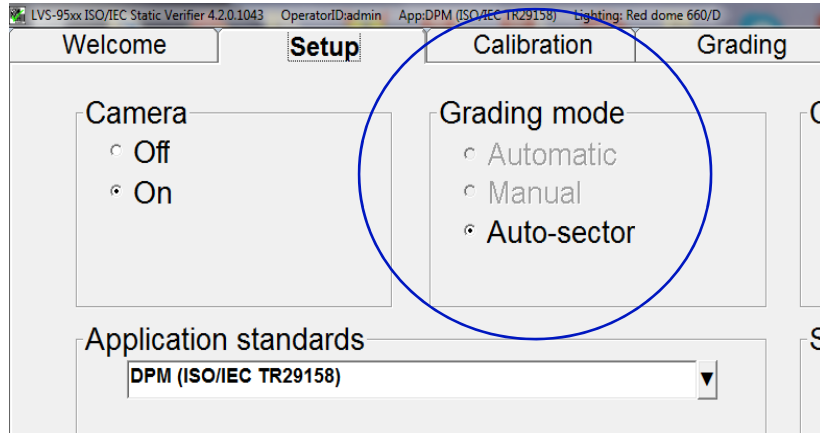 LVS-95xx ISO/IEC Static Verifier 4.2.0.1043 OperatorID:admin App:DPM (ISO/IEC TR29158) Lighting: Red dome 660/D
Welcome Setup Calibration Grading
Camera
Off
On
Grading mode
Automatic
Manual
Auto-sector
Application standards
DPM (ISO/IEC TR29158)